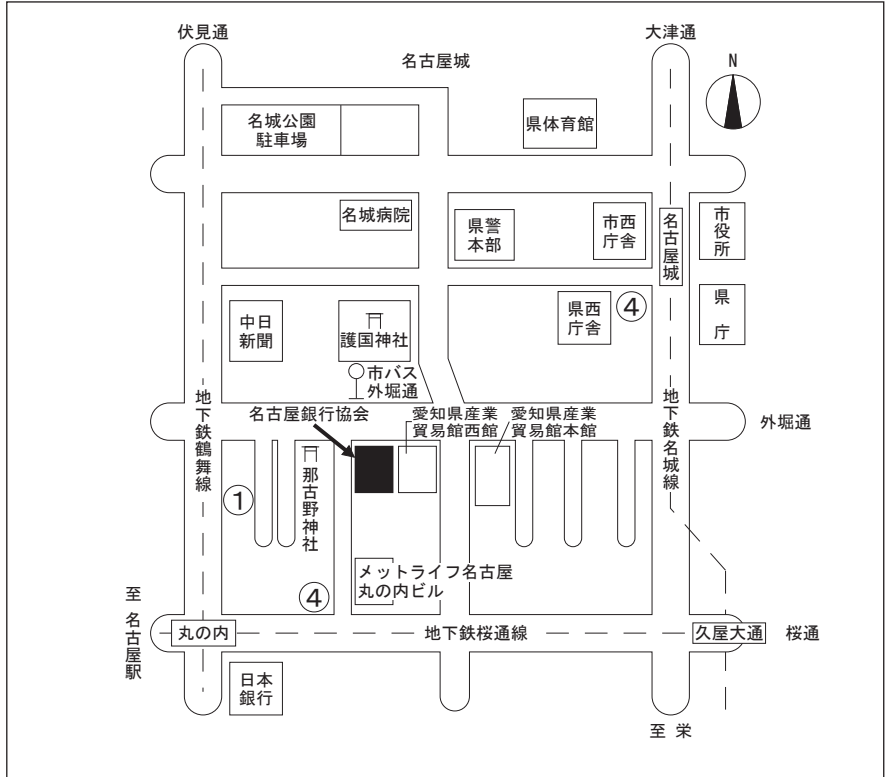 伏見通
大津通
名古屋城
N
名城公園
駐車場
県体育館
名城病院
県警
本部
市西
庁舎
名古屋城
市役所
中日
新聞
護国神社
県西
庁舎
④
県庁
市バス
外堀通
地下鉄鶴舞線
名古屋銀行協会
愛知県産業
貿易館西館
愛知県産業
貿易館本館
地下鉄名城線
外堀通
①
那古野神社
④
メットライフ名古屋
丸の内ビル
至 名古屋駅
丸の内
地下鉄桜通線
久屋大通
桜通
日本
銀行
至 栄